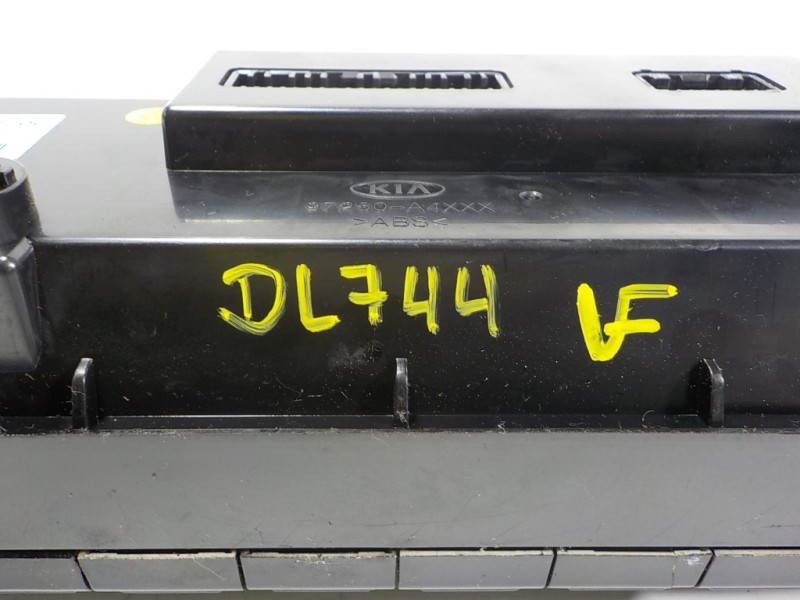 KIA
97250-A4XXX
>ABS<
DL744 VF